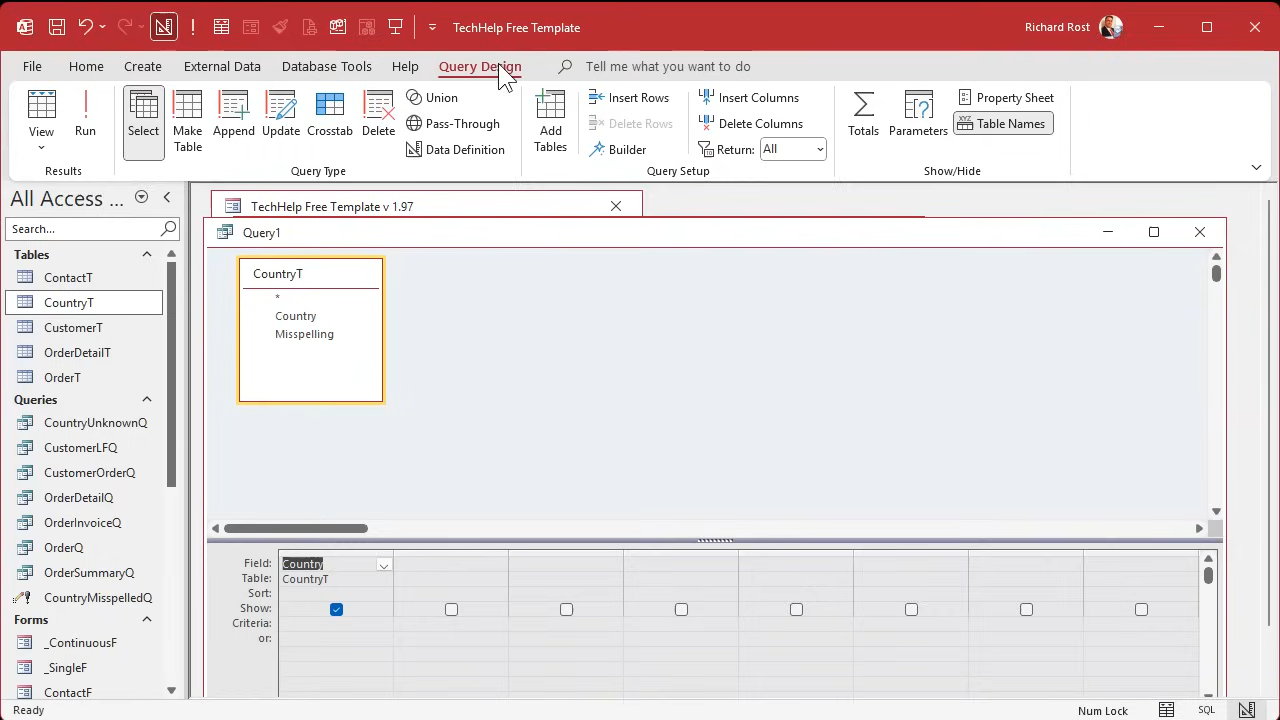 TechHelp Free Template
Richard Rost
File Home Create External Data Database Tools Help Query Design Tell me what you want to do
View Run
Results
Select Make Table Append Update Crosstab Delete
Union
Pass-Through
Data Definition
Query Type
Add Tables
Insert Rows
Delete Rows
Builder
Insert Columns
Delete Columns
Return: All
Query Setup
Totals Parameters
Property Sheet
XYZ Table Names
Show/Hide
All Access ...
Search...
Tables
ContactT
CountryT
CustomerT
OrderDetailT
OrderT
Queries
CountryUnknownQ
CustomerLFQ
CustomerOrderQ
OrderDetailQ
OrderInvoiceQ
OrderQ
OrderSummaryQ
CountryMisspelledQ
Forms
_ContinuousF
_SingleF
ContactF
TechHelp Free Template v 1.97
Query1
CountryT
*
Country
Misspelling
Field: Country
Table: CountryT
Sort:
Show:
Criteria:
or:
Ready
Num Lock
SQL